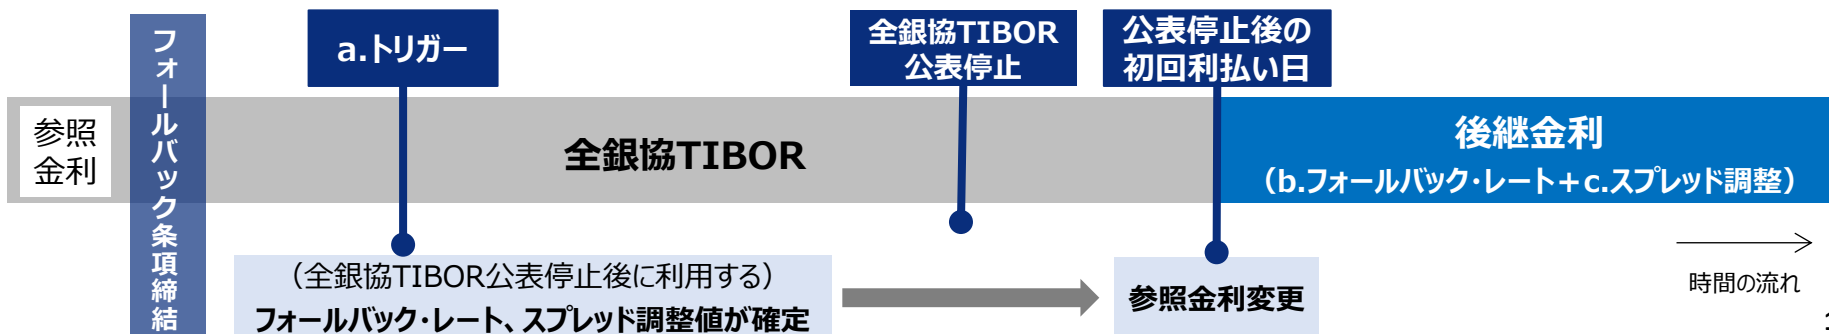 フォールバック条項締結
a.トリガー
全銀協TIBOR
公表停止
公表停止後の
初回利払い日
参照
金利
全銀協TIBOR
後継金利
（b.フォールバック・レート＋c.スプレッド調整）
（全銀協TIBOR公表停止後に利用する）
フォールバック・レート、スプレッド調整値が確定
参照金利変更
時間の流れ